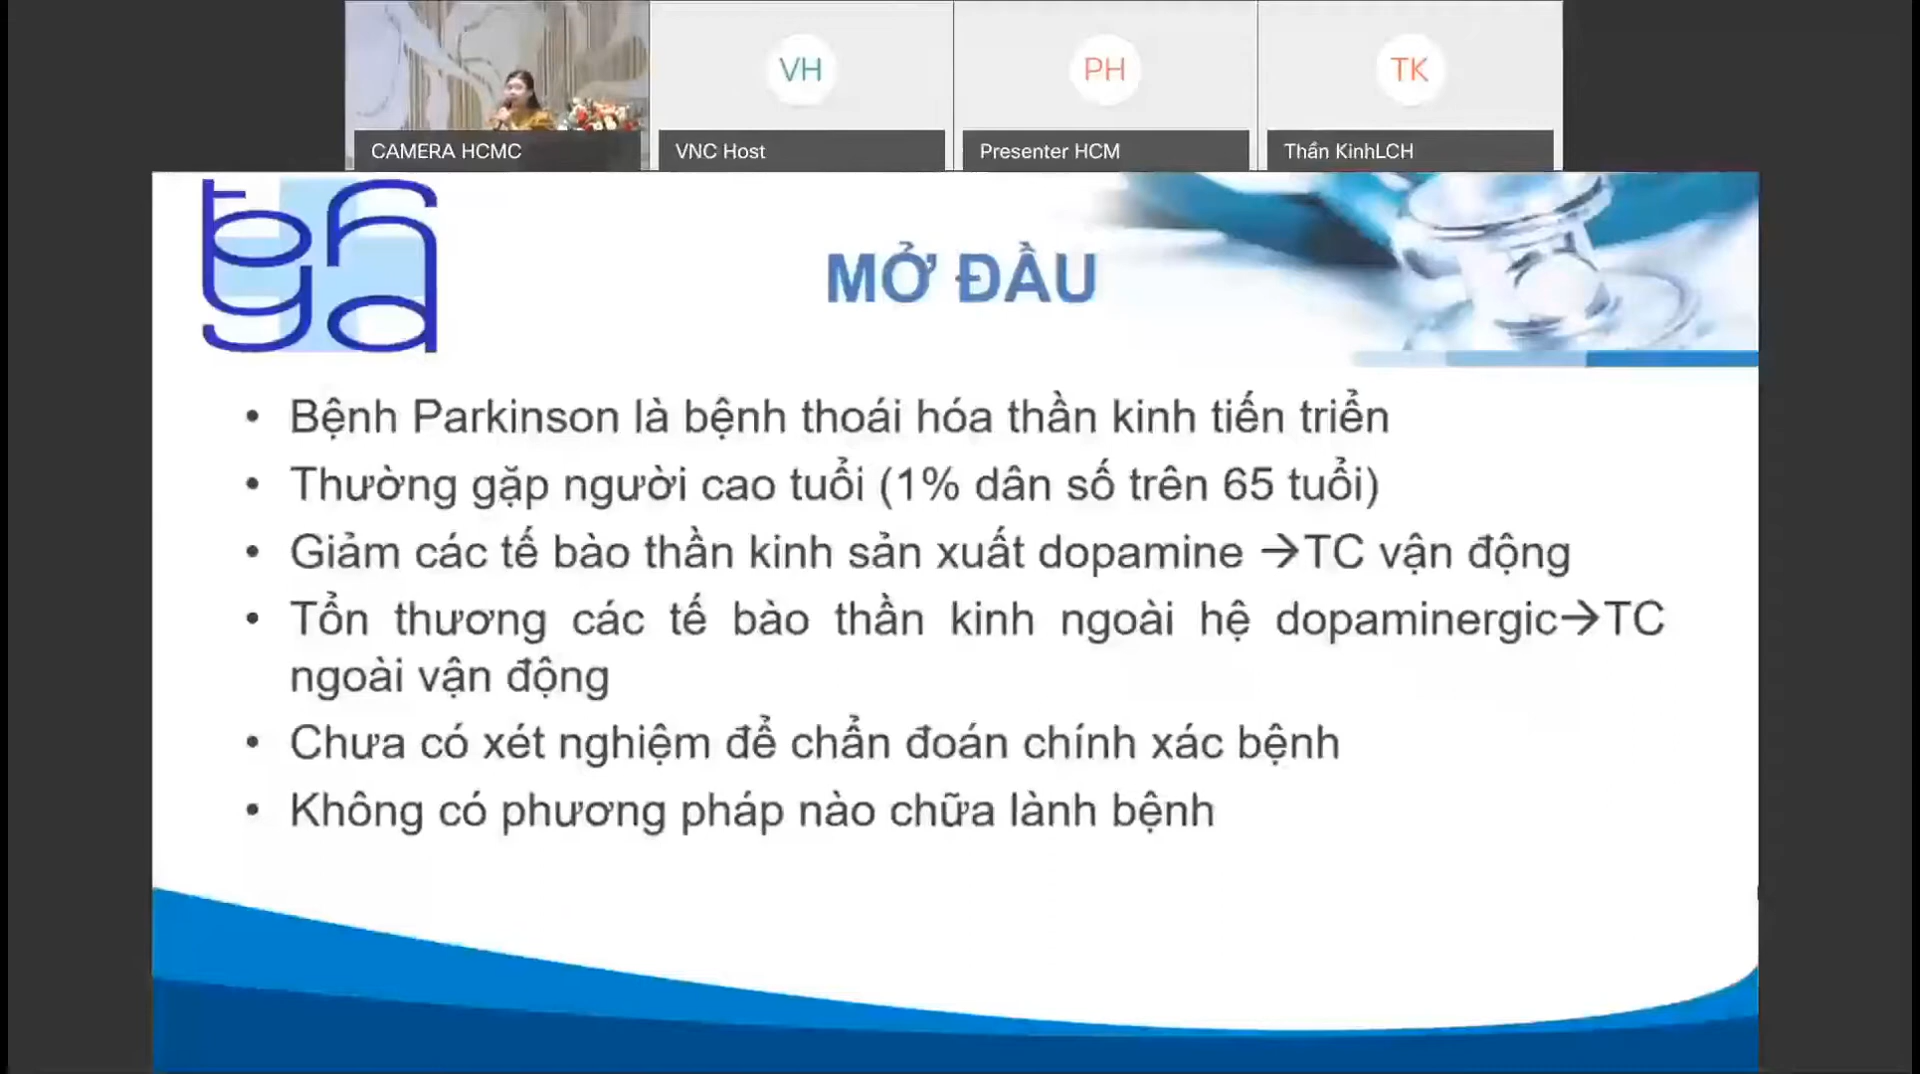 VH
PH
TK
CAMERA HCMC
VNC Host
Presenter HCM
Thần KinhLCH
MỞ ĐẦU
• Bệnh Parkinson là bệnh thoái hóa thần kinh tiến triển
• Thường gặp người cao tuổi (1% dân số trên 65 tuổi)
• Giảm các tế bào thần kinh sản xuất dopamine →TC vận động
• Tổn thương các tế bào thần kinh ngoài hệ dopaminergic→TC
ngoài vận động
• Chưa có xét nghiệm để chẩn đoán chính xác bệnh
• Không có phương pháp nào chữa lành bệnh